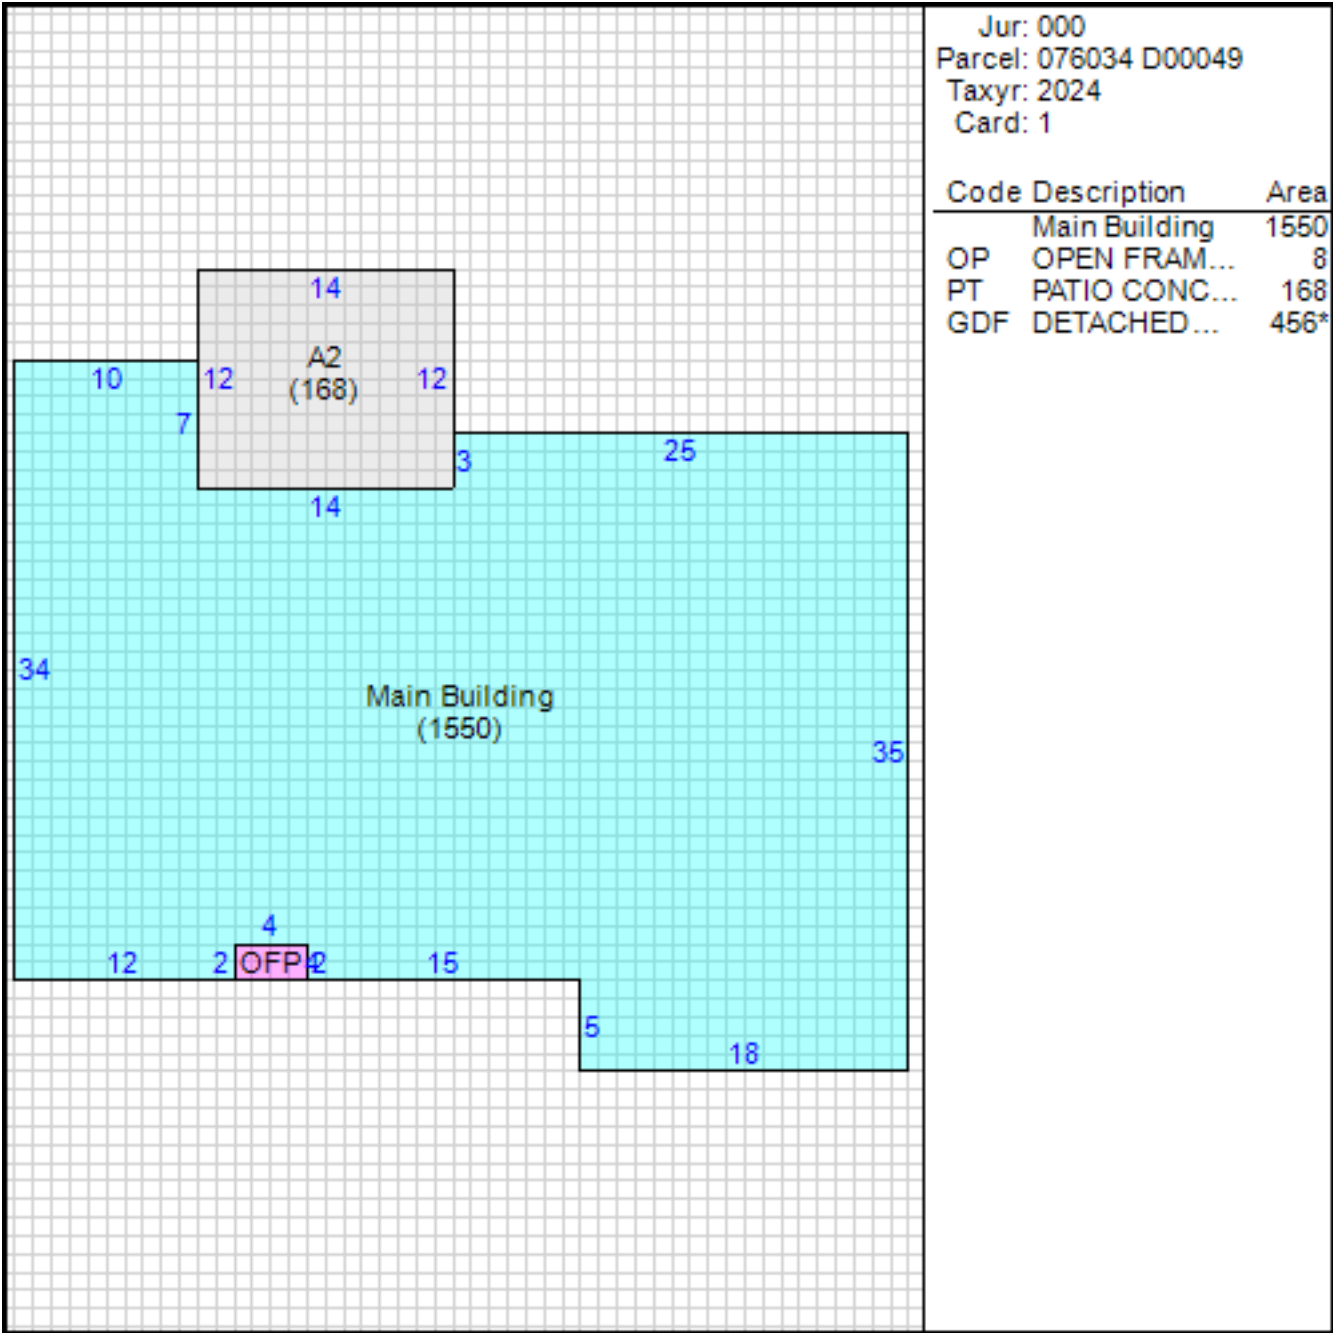 Jur: 000
Parcel: 076034 D00049
Taxyr: 2024
Card: 1
Code Description Area
Main Building 1550
OP OPEN FRAM... 8
PT PATIO CONC... 168
GDF DETACHED... 456*
14
A2
(168)
10
12
12
7
3
25
14
34
Main Building
(1550)
35
4
12
2
OFP
4
2
15
5
18